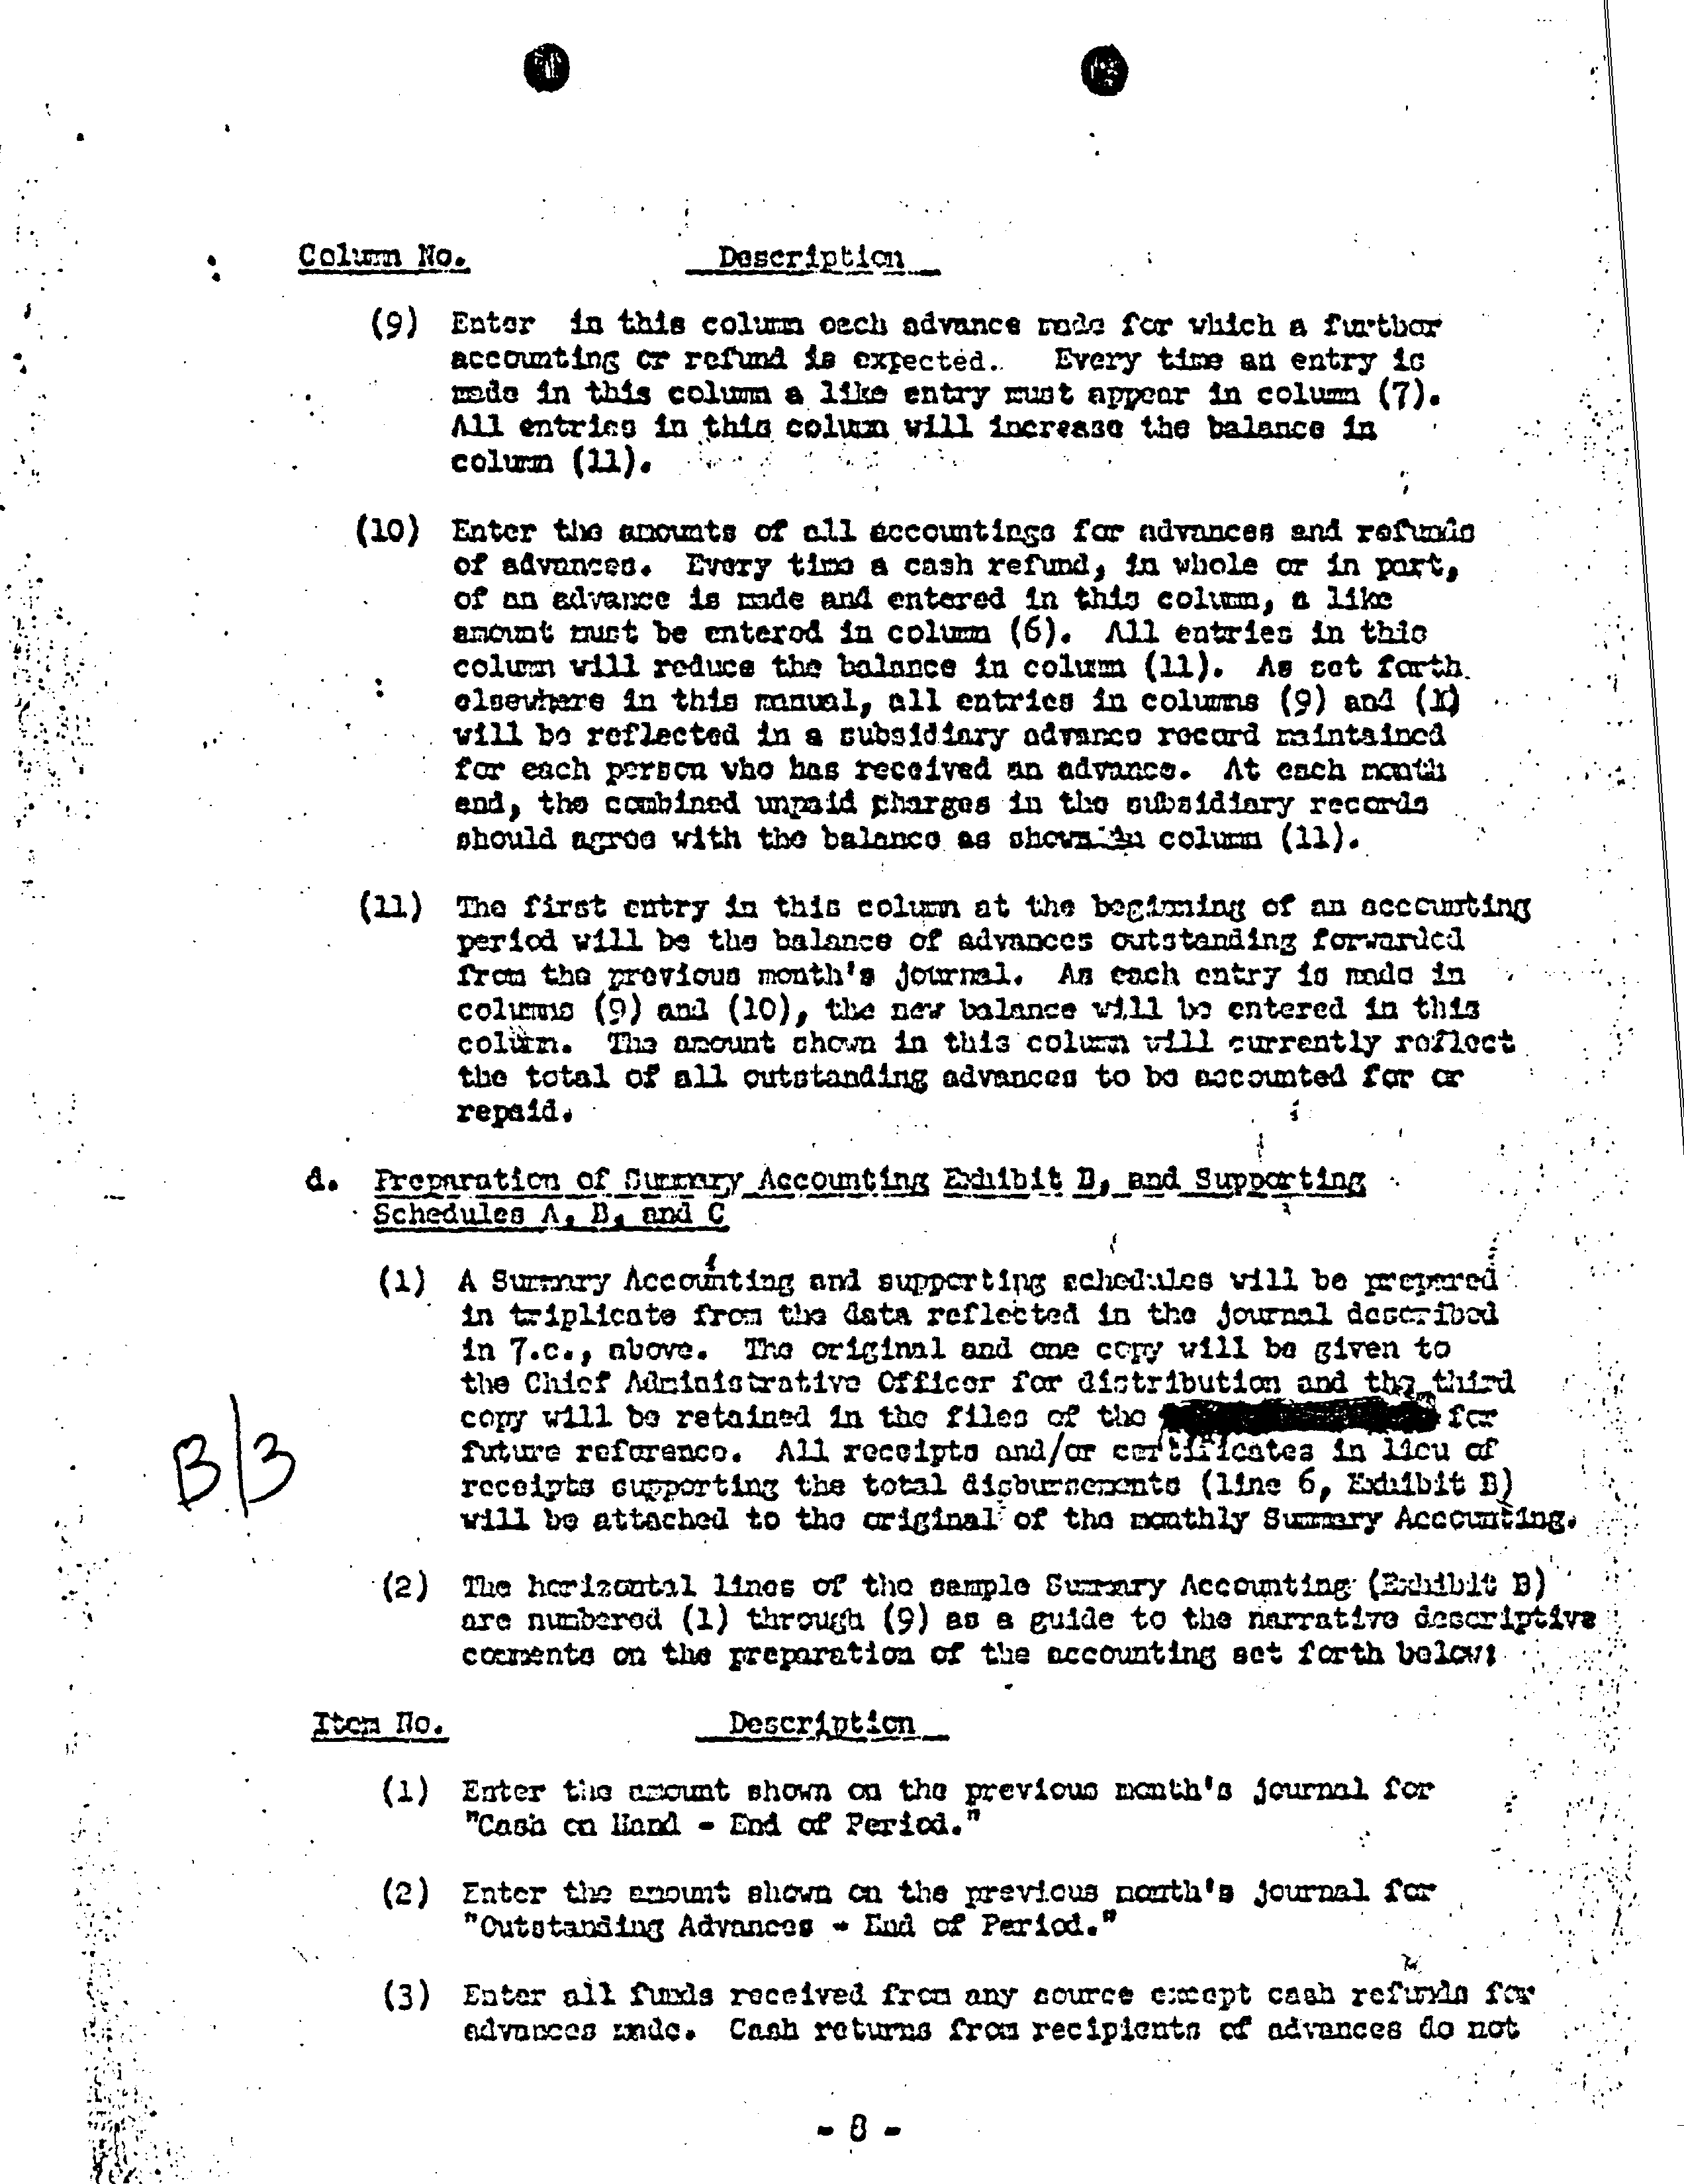 Column No. Description
(9) Enter in this column each advance made for which a further
accounting or refund is expected. Every time an entry is
made in this column a like entry must appear in column (7).
All entries in this column will increase the balance in
column (11).
(10) Enter the amounts of all accountings for advances and refunds
of advances. Every time a cash refund, in whole or in part,
of an advance is made and entered in this column, a like
amount must be entered in column (6). All entries in this
column will reduce the balance in column (11). As set forth
elsewhere in this manual, all entries in columns (9) and
will be reflected in a subsidiary advance record maintained
for each person who has received an advance. At each month
end, the combined unpaid charges in the subsidiary records
should agree with the balance as shown in column (11).
(11) The first entry in this column at the beginning of an accounting
period will be the balance of advances outstanding forwarded
from the previous month's journal. As each entry is made in
columns (9) and (10), the new balance will be entered in this
column. The amount shown in this column will currently reflect
the total of all outstanding advances to be accounted for or
repaid.
d. Preparation of Summary Accounting Exhibit B, and Supporting
Schedules A, B, and C
(1) A Summary Accounting and supporting schedules will be prepared
in triplicate from the data reflected in the journal described
in 7.c., above. The original and one copy will be given to
the Chief Administrative Officer for distribution and the third
copy will be retained in the files of the for
future reference. All receipts and/or certificates in lieu of
receipts supporting the total disbursements (line 6, Exhibit B)
will be attached to the original of the monthly Summary Accounting.
B/3
(2) The horizontal lines of the sample Summary Accounting (Exhibit B)
are numbered (1) through (9) as a guide to the narrative descriptive
comments on the preparation of the accounting set forth below:
Item No. Description
(1) Enter the amount shown on the previous month's journal for
"Cash on Hand - End of Period."
(2) Enter the amount shown on the previous month's journal for
"Outstanding Advances - End of Period."
(3) Enter all funds received from any source except cash refunds for
advances made. Cash returns from recipients of advances do not
- 8 -